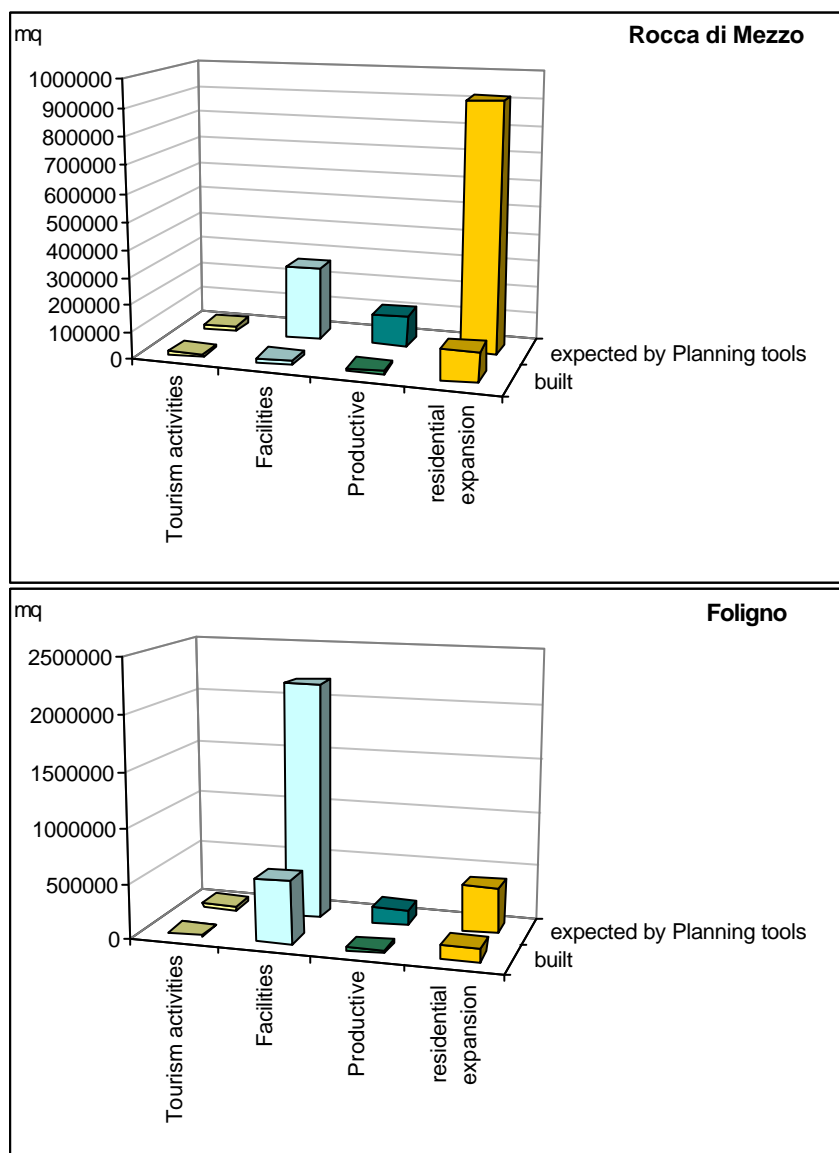 mq
Rocca di Mezzo
1000000
900000
800000
700000
600000
500000
400000
300000
200000
100000
0
expected by Planning tools
built
Tourism activities
Facilities
Productive
residential
expansion
mq
Foligno
2500000
2000000
1500000
1000000
500000
0
expected by Planning tools
built
Tourism activities
Facilities
Productive
residential
expansion